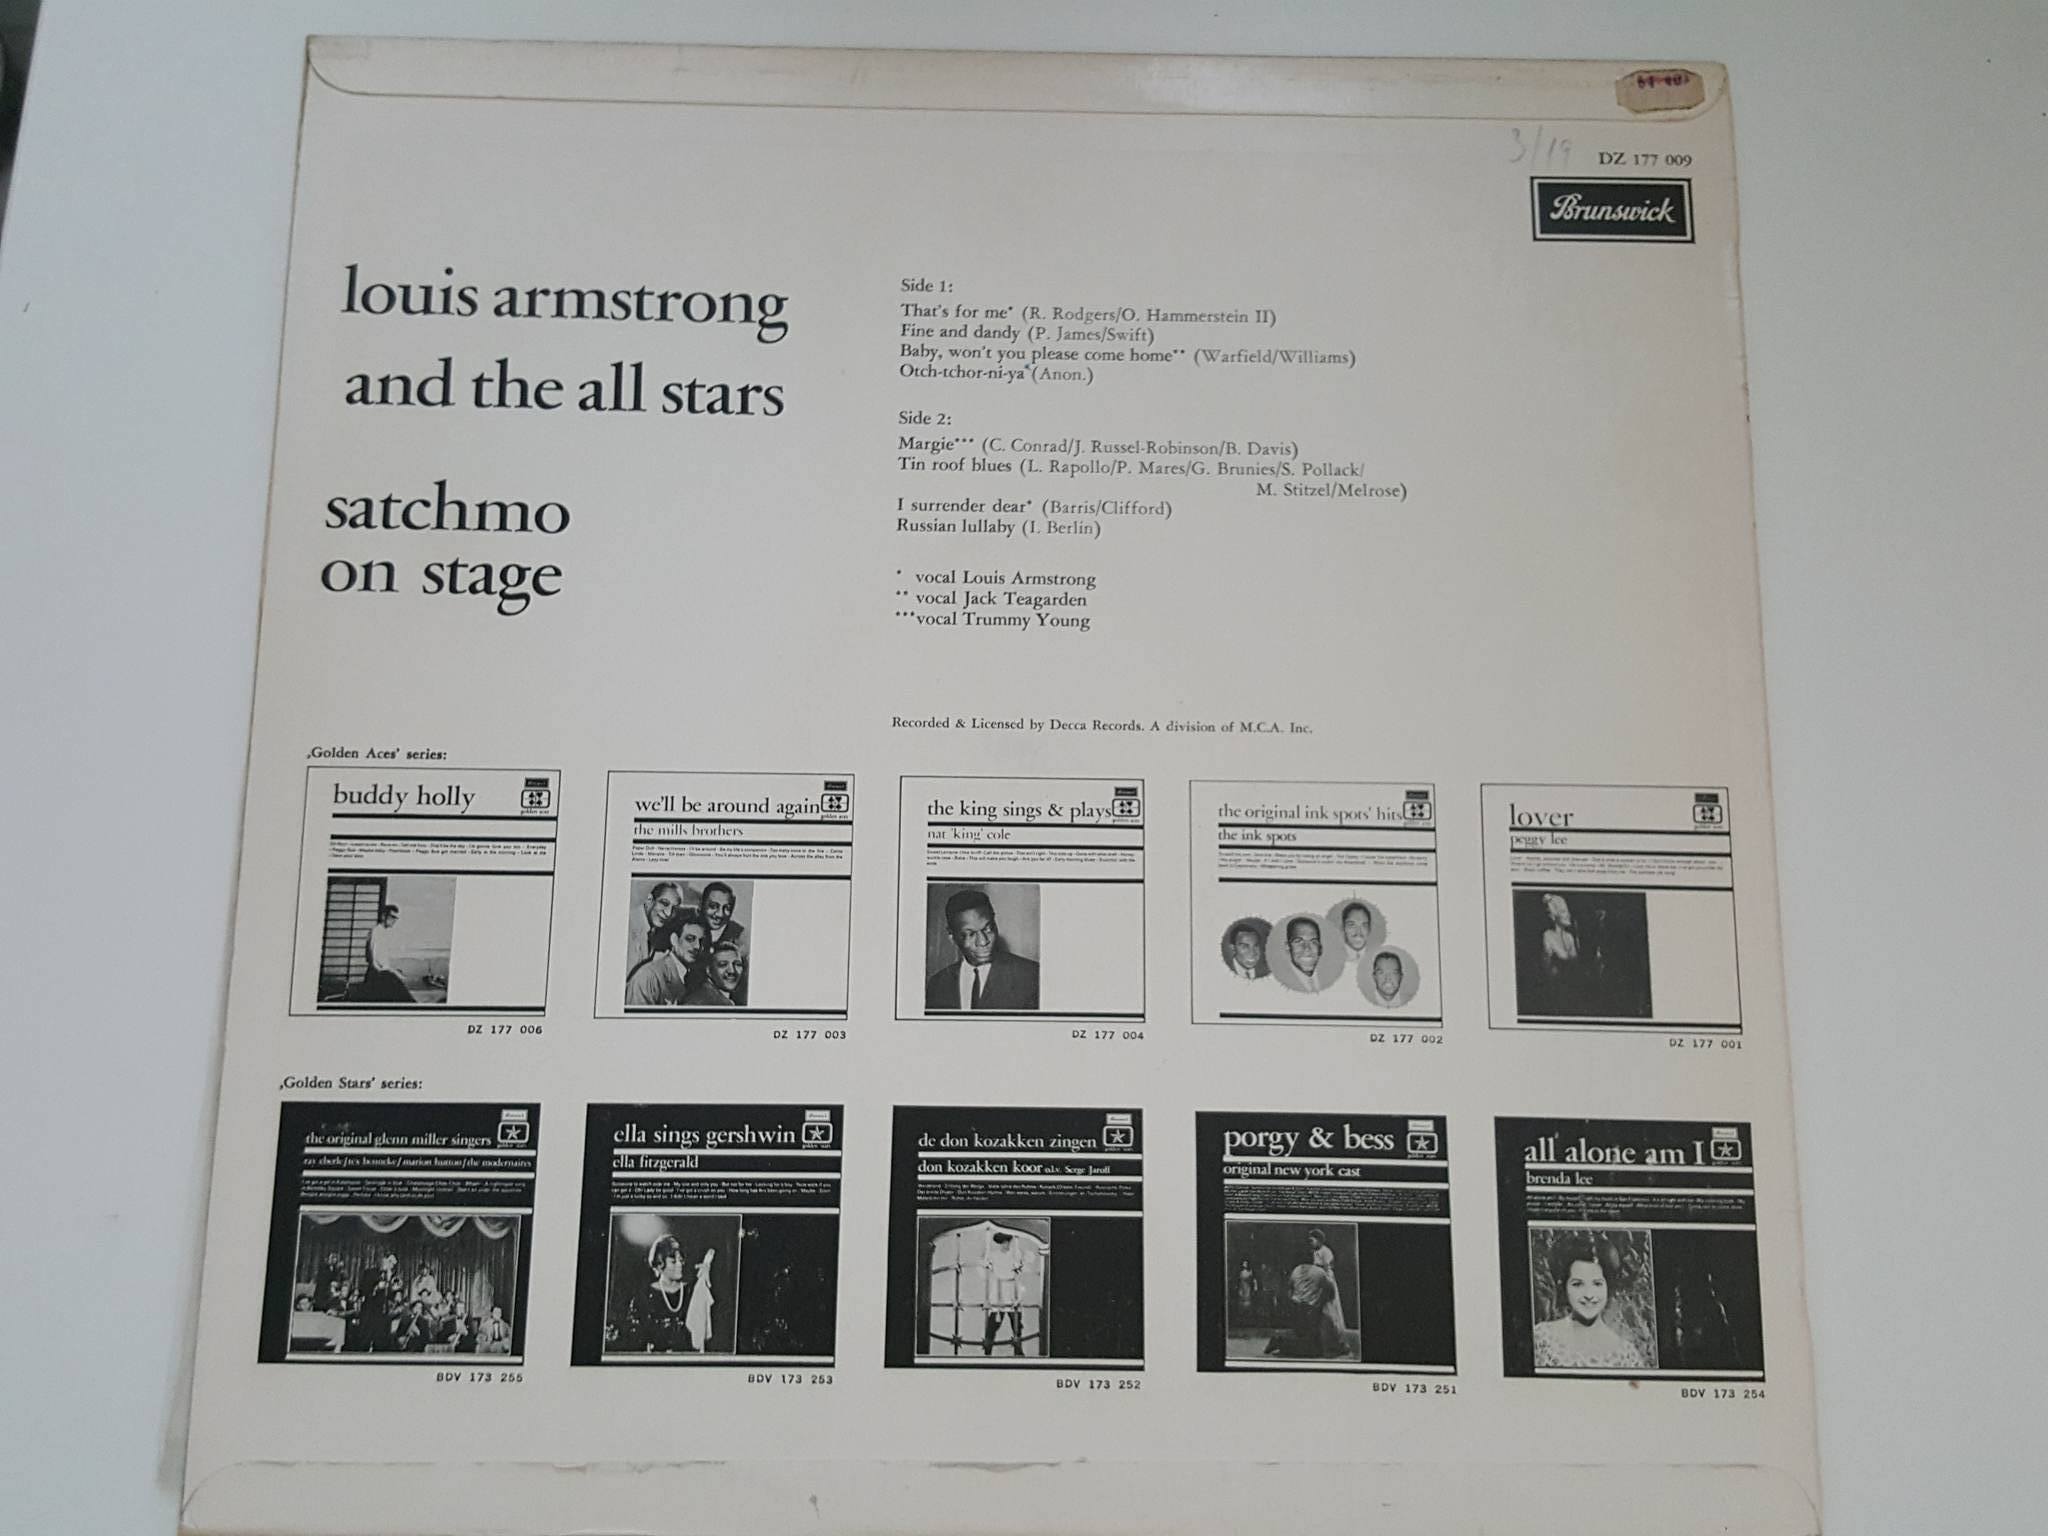 3/19
DZ 177 009
Brunswick
louis armstrong
and the all stars
satchmo
on stage
Side 1:
That's for me* (R. Rodgers/O. Hammerstein II)
Fine and dandy (P. James/Swift)
Baby, won't you please come home** (Warfield/Williams)
Otch-tchor-ni-ya*(Anon.)
Side 2:
Margie*** (C. Conrad/J. Russel-Robinson/B. Davis)
Tin roof blues (L. Rapollo/P. Mares/G. Brunies/S. Pollack/
M. Stitzel/Melrose)
I surrender dear* (Barris/Clifford)
Russian lullaby (I. Berlin)
* vocal Louis Armstrong
** vocal Jack Teagarden
***vocal Trummy Young
Recorded & Licensed by Decca Records. A division of M.C.A. Inc.
‚Golden Aces' series:
buddy holly
DZ 177 006
we'll be around again
the mills brothers
DZ 177 003
the king sings & plays
nat 'king' cole
DZ 177 004
the original ink spots' hits
the ink spots
DZ 177 002
lover
peggy lee
DZ 177 001
‚Golden Stars' series:
the original glenn miller singers
ray eberle/tex beneke/marion hutton/the modernaires
BDV 173 255
ella sings gershwin
ella fitzgerald
BDV 173 253
de don kozakken zingen
don kozakken koor o.l.v. Serge Jaroff
BDV 173 252
porgy & bess
original new york cast
BDV 173 251
all alone am I
brenda lee
BDV 173 254